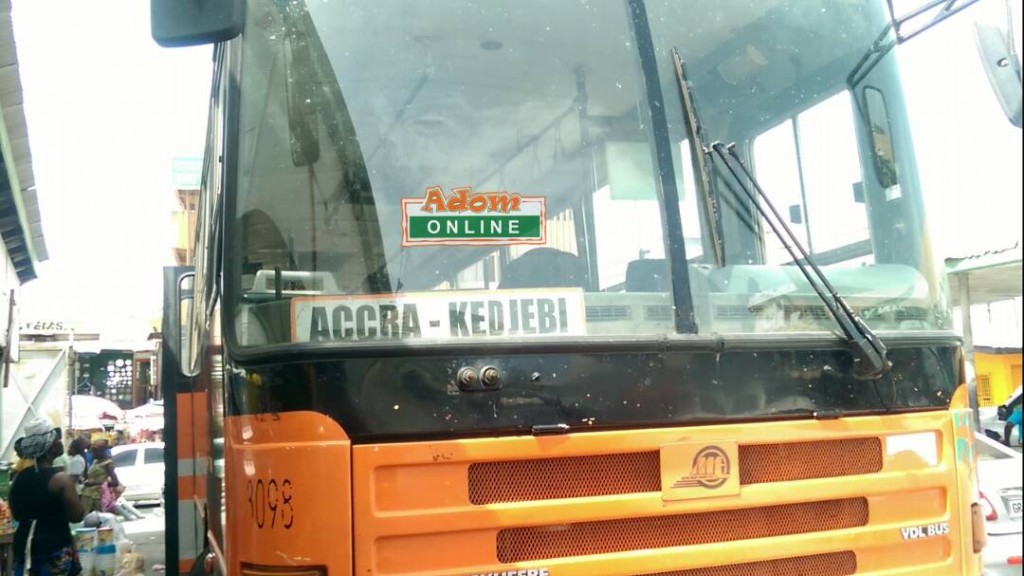 Adom
ONLINE
ACCRA - KEDJEBI
3098
VDL BUS